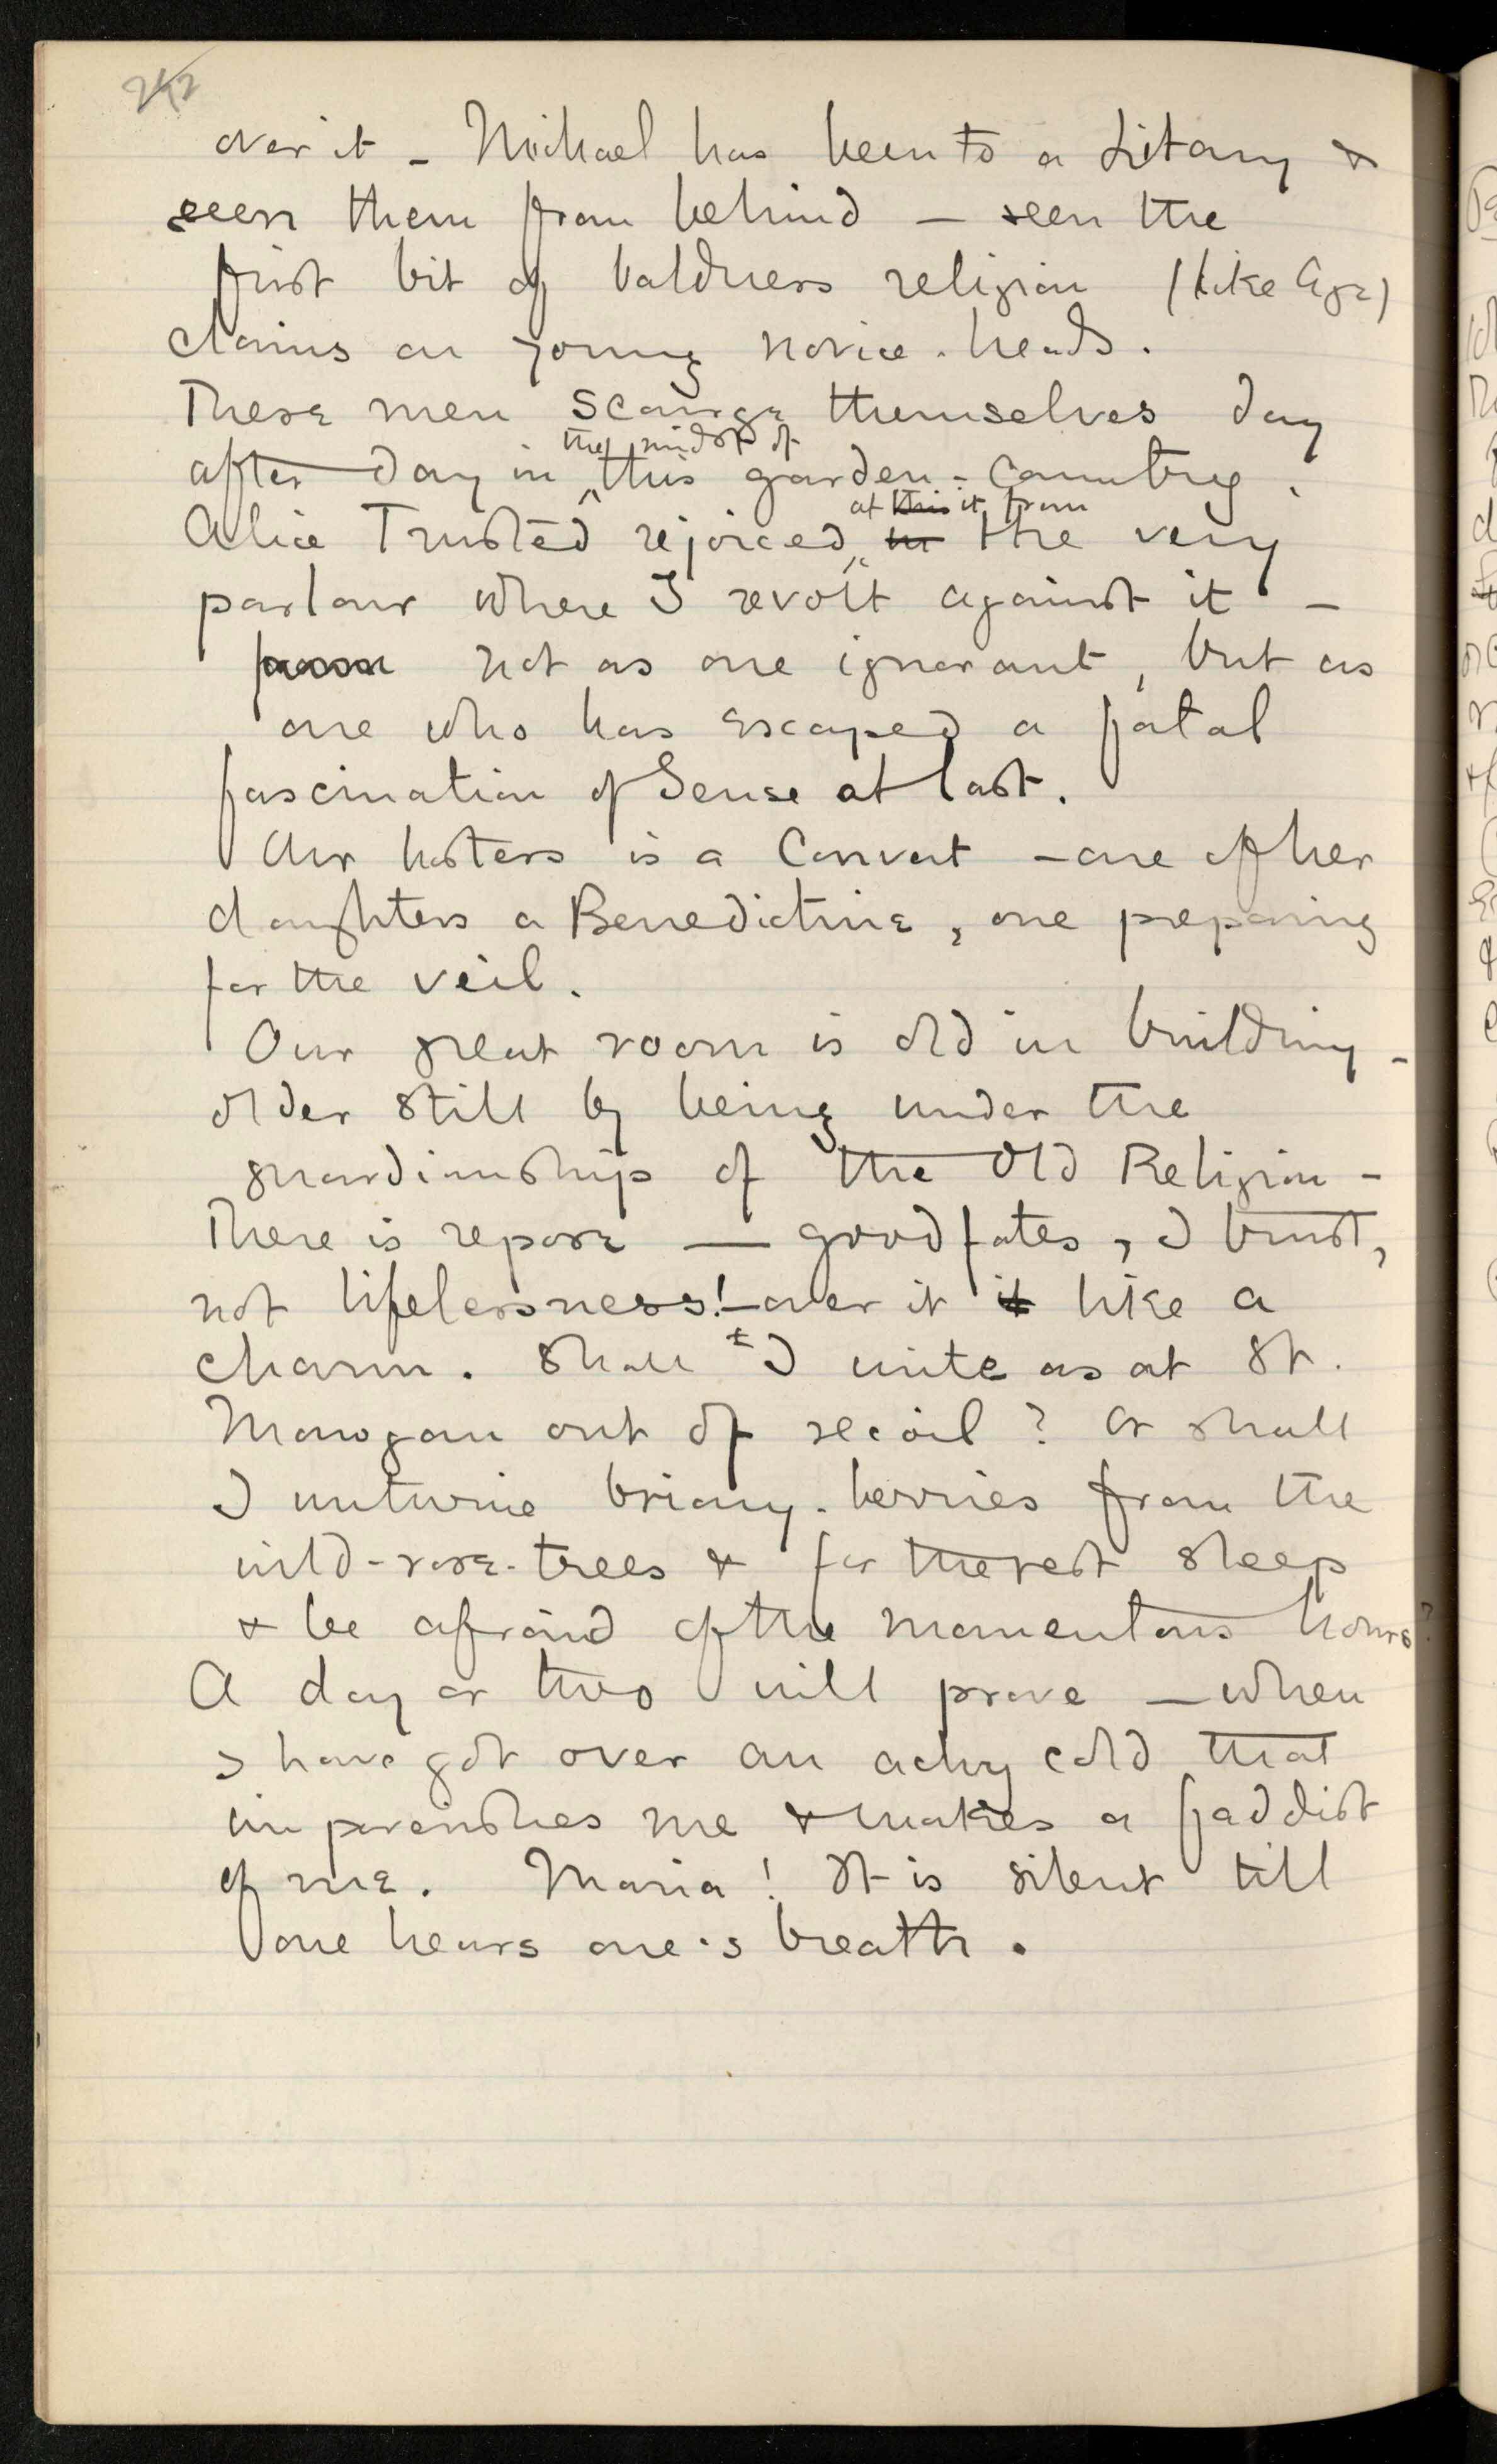 242
over it – Michael has been to a Litany &
seen them from behind – seen the
first bit of baldness religion (like Age)
claims on young novice-heads.
These men scourge themselves day
the midst of
after day in ^ this garden-country.
at this it, from
Alice Trusted rejoiced ^ in the very
parlour where I revolt against it –
not as one ignorant, but as
one who has escaped a fatal
fascination of Sense at last.
Our hostess is a Convert – one of her
daughters a Benedictine, one preparing
for the veil.
Our great room is old in building –
older still by being under the
guardianship of the Old Religion –
There is repose – good fates, I trust,
not lifelessness! – over it it like a
charm. Shall I write as at St.
Mawgan out of recoil? Or shall
I untwine briony-berries from the
wild-rose-trees & for the rest sleep
& be afraid of the momentous hours?
A day or two will prove – when
I have got over an achy cold that
impoverishes me & makes a faddist
of me. Maria! It is silent till
one hears one's breath.